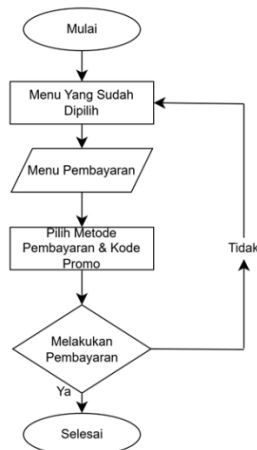 Mulai
Menu Yang Sudah
Dipilih
Menu Pembayaran
Pilih Metode
Pembayaran & Kode
Promo
Tidak
Melakukan
Pembayaran
Ya
Selesai